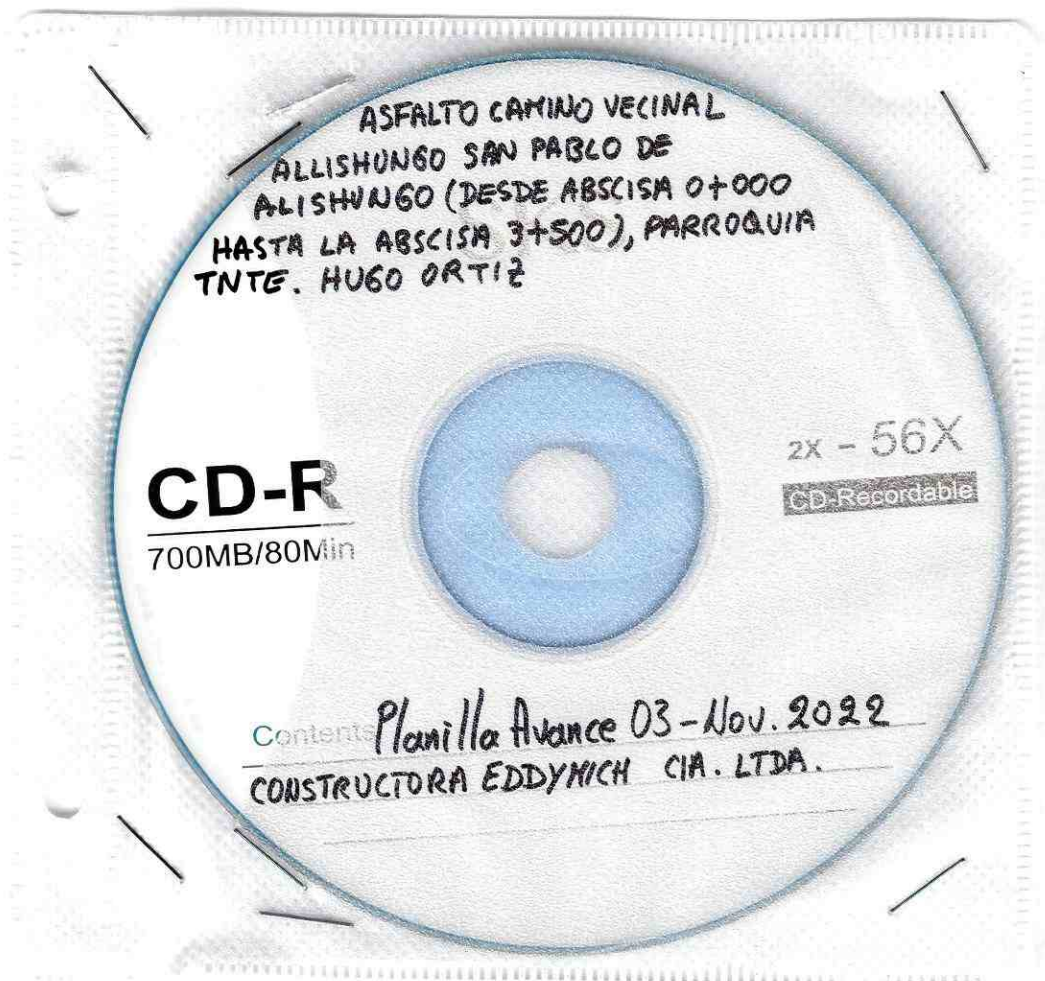 ASFALTO CAMINO VECINAL
ALLISHUNGO SAN PABLO DE
ALISHUNGO (DESDE ABSCISA 0+000
HASTA LA ABSCISA 3+500), PARROQUIA
TNTE. HUGO ORTIZ
CD-R
700MB/80Min
2X - 56X
CD-Recordable
Contents Planilla Avance 03-Nov. 2022
CONSTRUCTORA EDDYMICH CIA. LTDA.